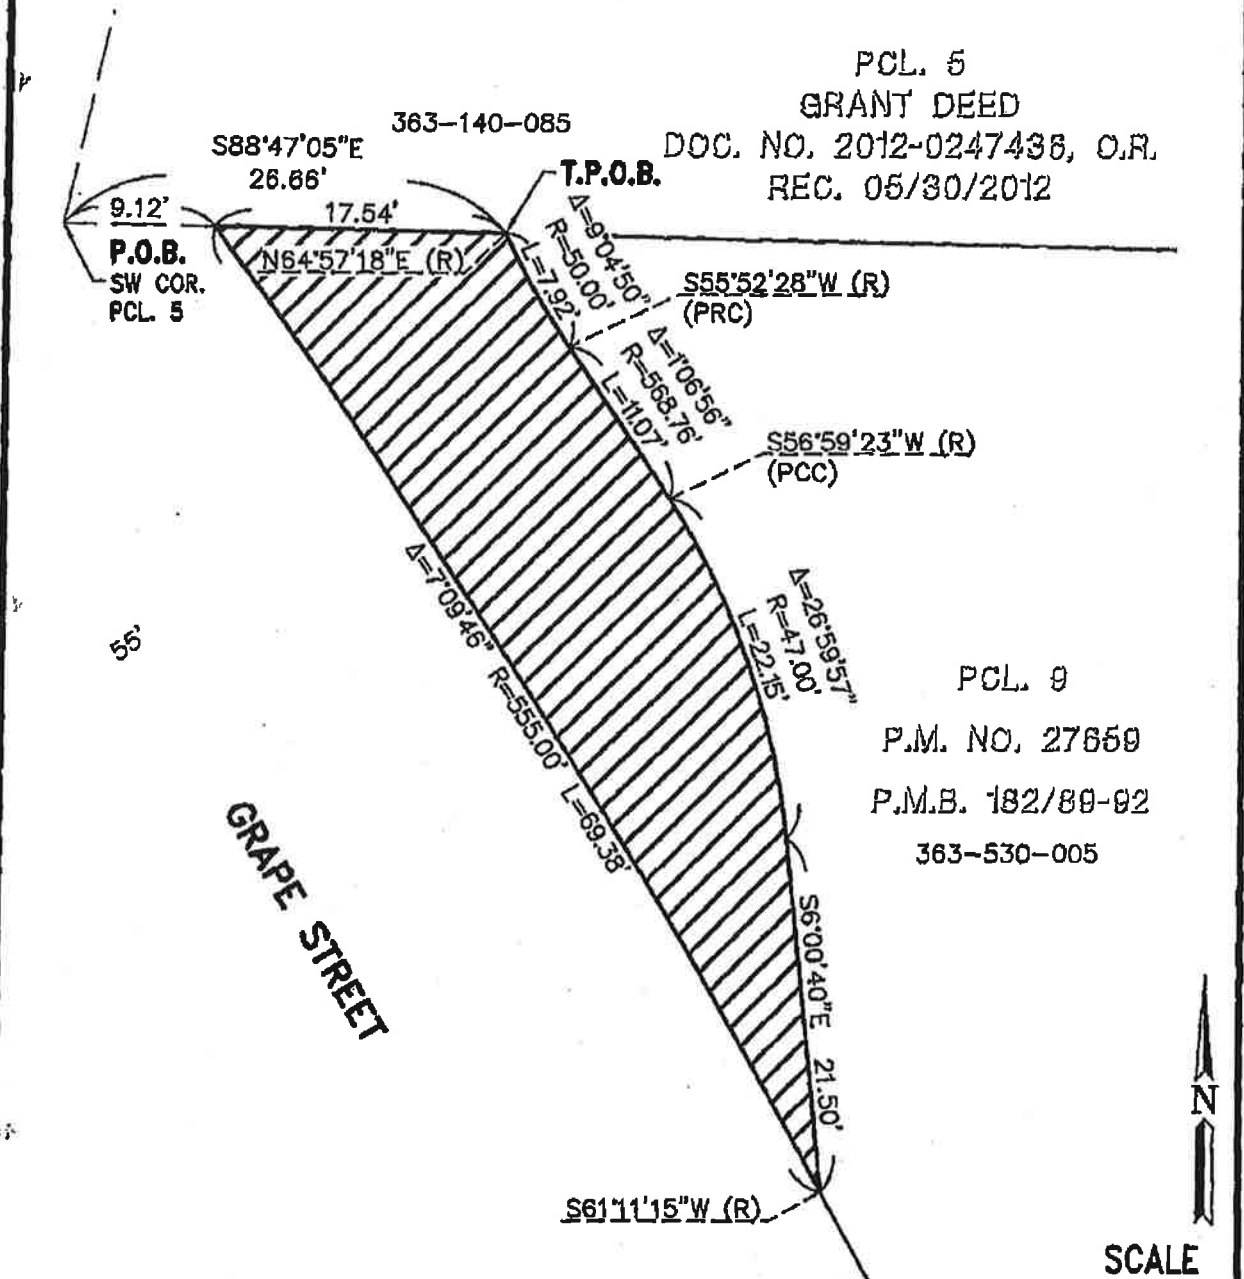 PCL. 5
GRANT DEED
DOC. NO. 2012-0247436, O.R.
REC. 05/30/2012
363-140-085
S88°47'05"E
26.66'
T.P.O.B.
9.12'
17.54'
P.O.B.
SW COR.
PCL. 5
N64°57'18"E (R)
Δ=9°04'50"
R=50.00'
L=7.92'
S55°52'28"W (R)
(PRC)
Δ=1°06'56"
R=568.76'
L=11.07'
S56°59'23"W (R)
(PCC)
Δ=26°59'57"
R=47.00'
L=22.15'
Δ=7°09'46" R=555.00' L=69.38'
55'
PCL. 9
P.M. NO. 27659
P.M.B. 182/89-92
363-530-005
GRAPE STREET
S6°00'40"E 21.50'
N
S61°11'15"W (R)
SCALE